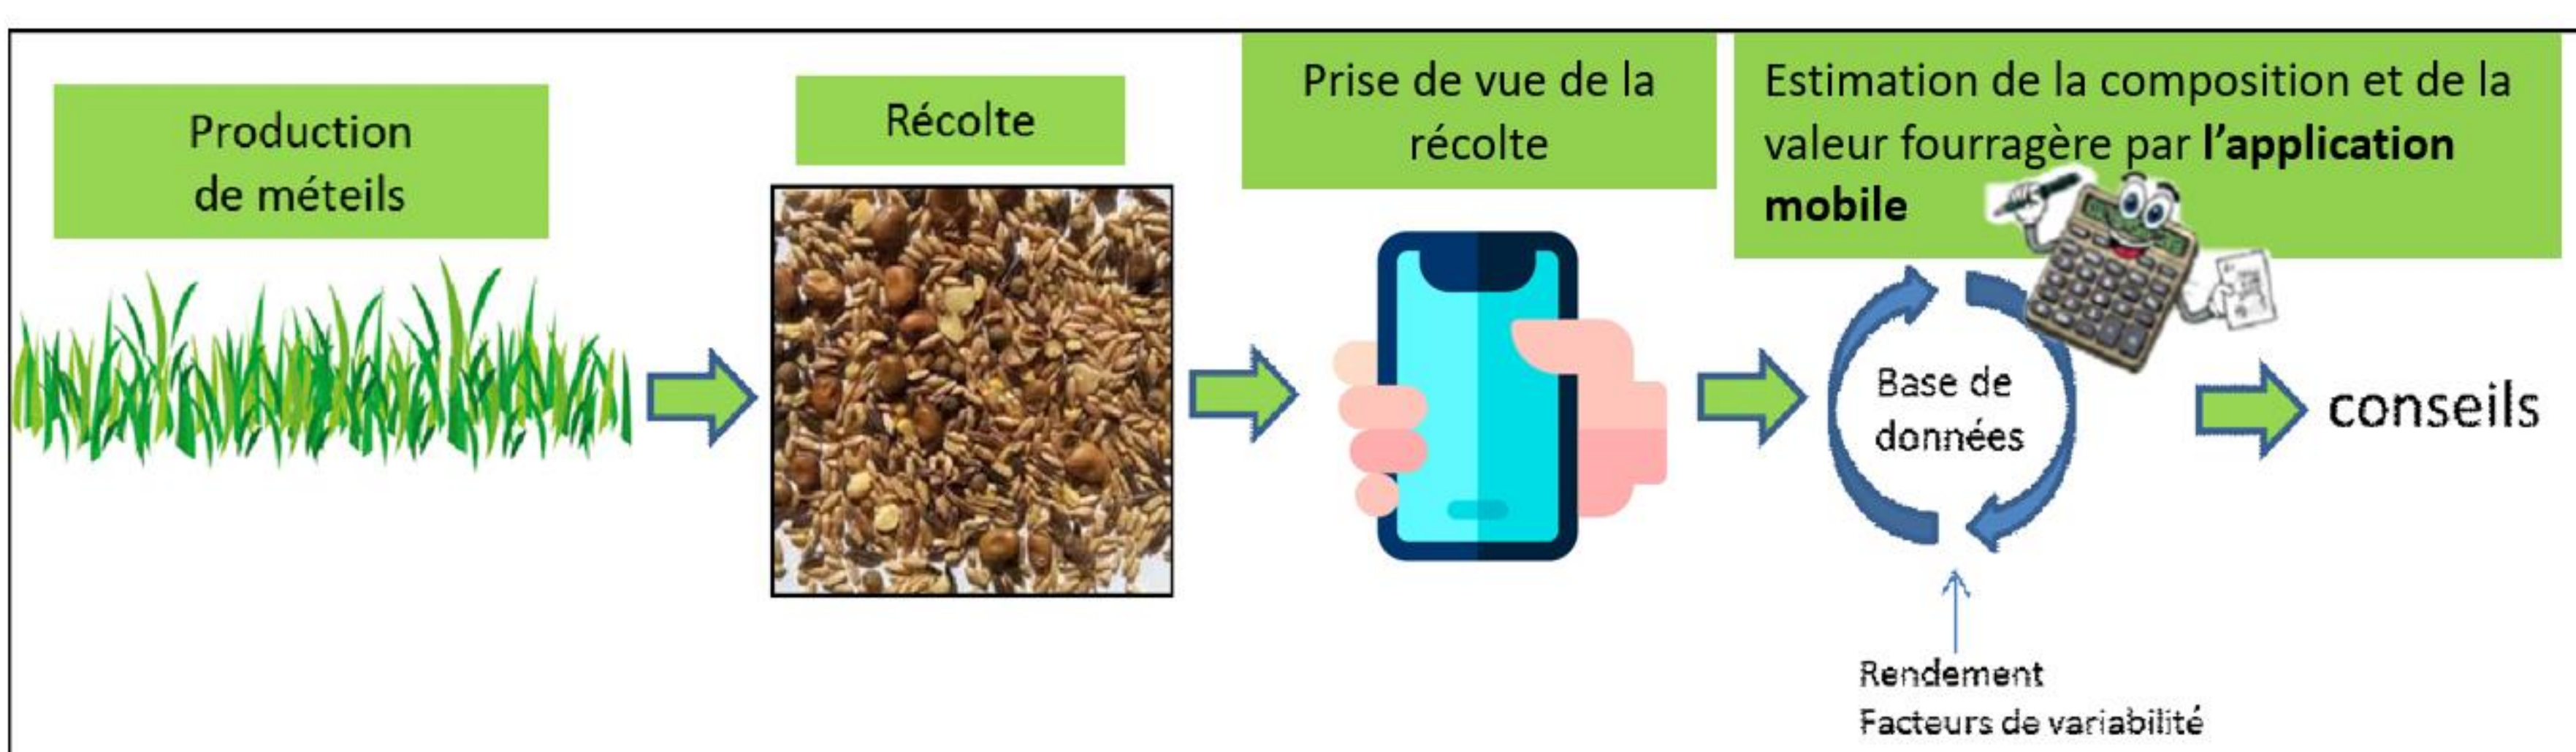 Production
de méteils
Récolte
Prise de vue de la
récolte
Estimation de la composition et de la
valeur fourragère par l'application
mobile
Base de
données
conseils
Rendement
Facteurs de variabilité